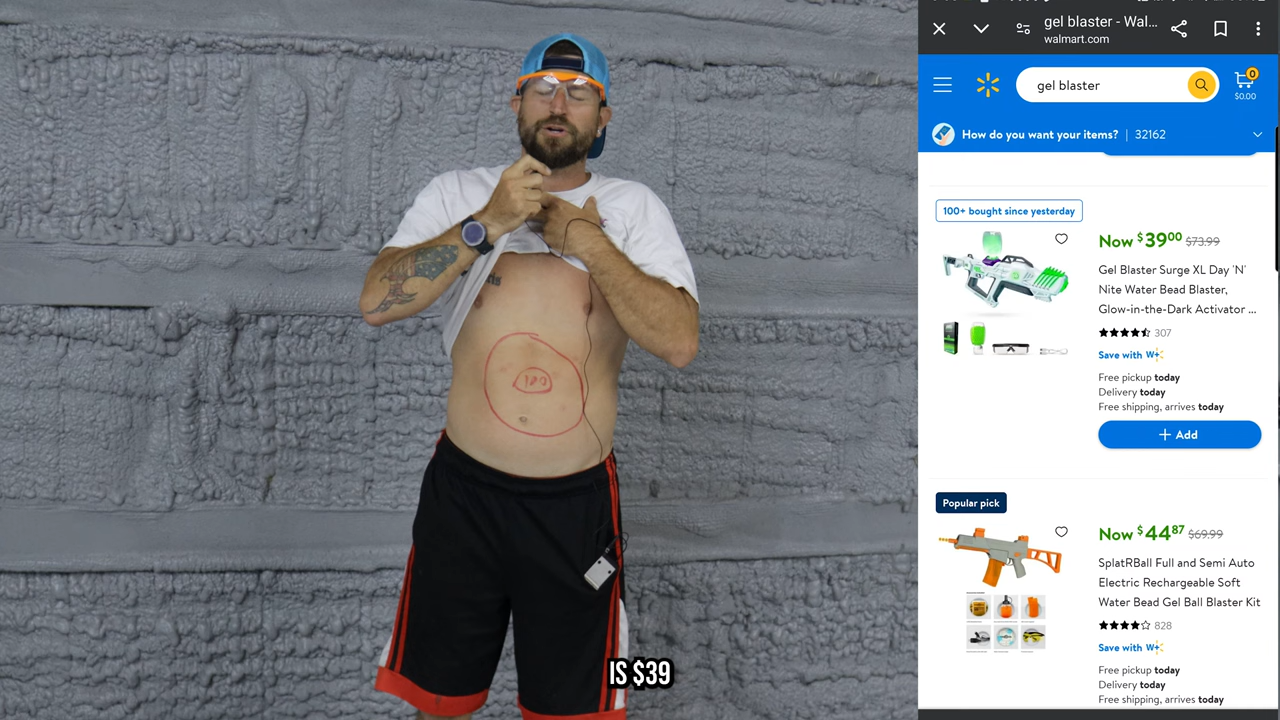 180
IS $39
gel blaster - Wal...
walmart.com
gel blaster
0
$0.00
How do you want your items? | 32162
100+ bought since yesterday
Now $39 00 $73.99
Gel Blaster Surge XL Day 'N'
Nite Water Bead Blaster,
Glow-in-the-Dark Activator ...
307
Save with W+
Free pickup today
Delivery today
Free shipping, arrives today
+ Add
Popular pick
Now $44 87 $69.99
SplatRBall Full and Semi Auto
Electric Rechargeable Soft
Water Bead Gel Ball Blaster Kit
828
Save with W+
Free pickup today
Delivery today
Free shipping, arrives today